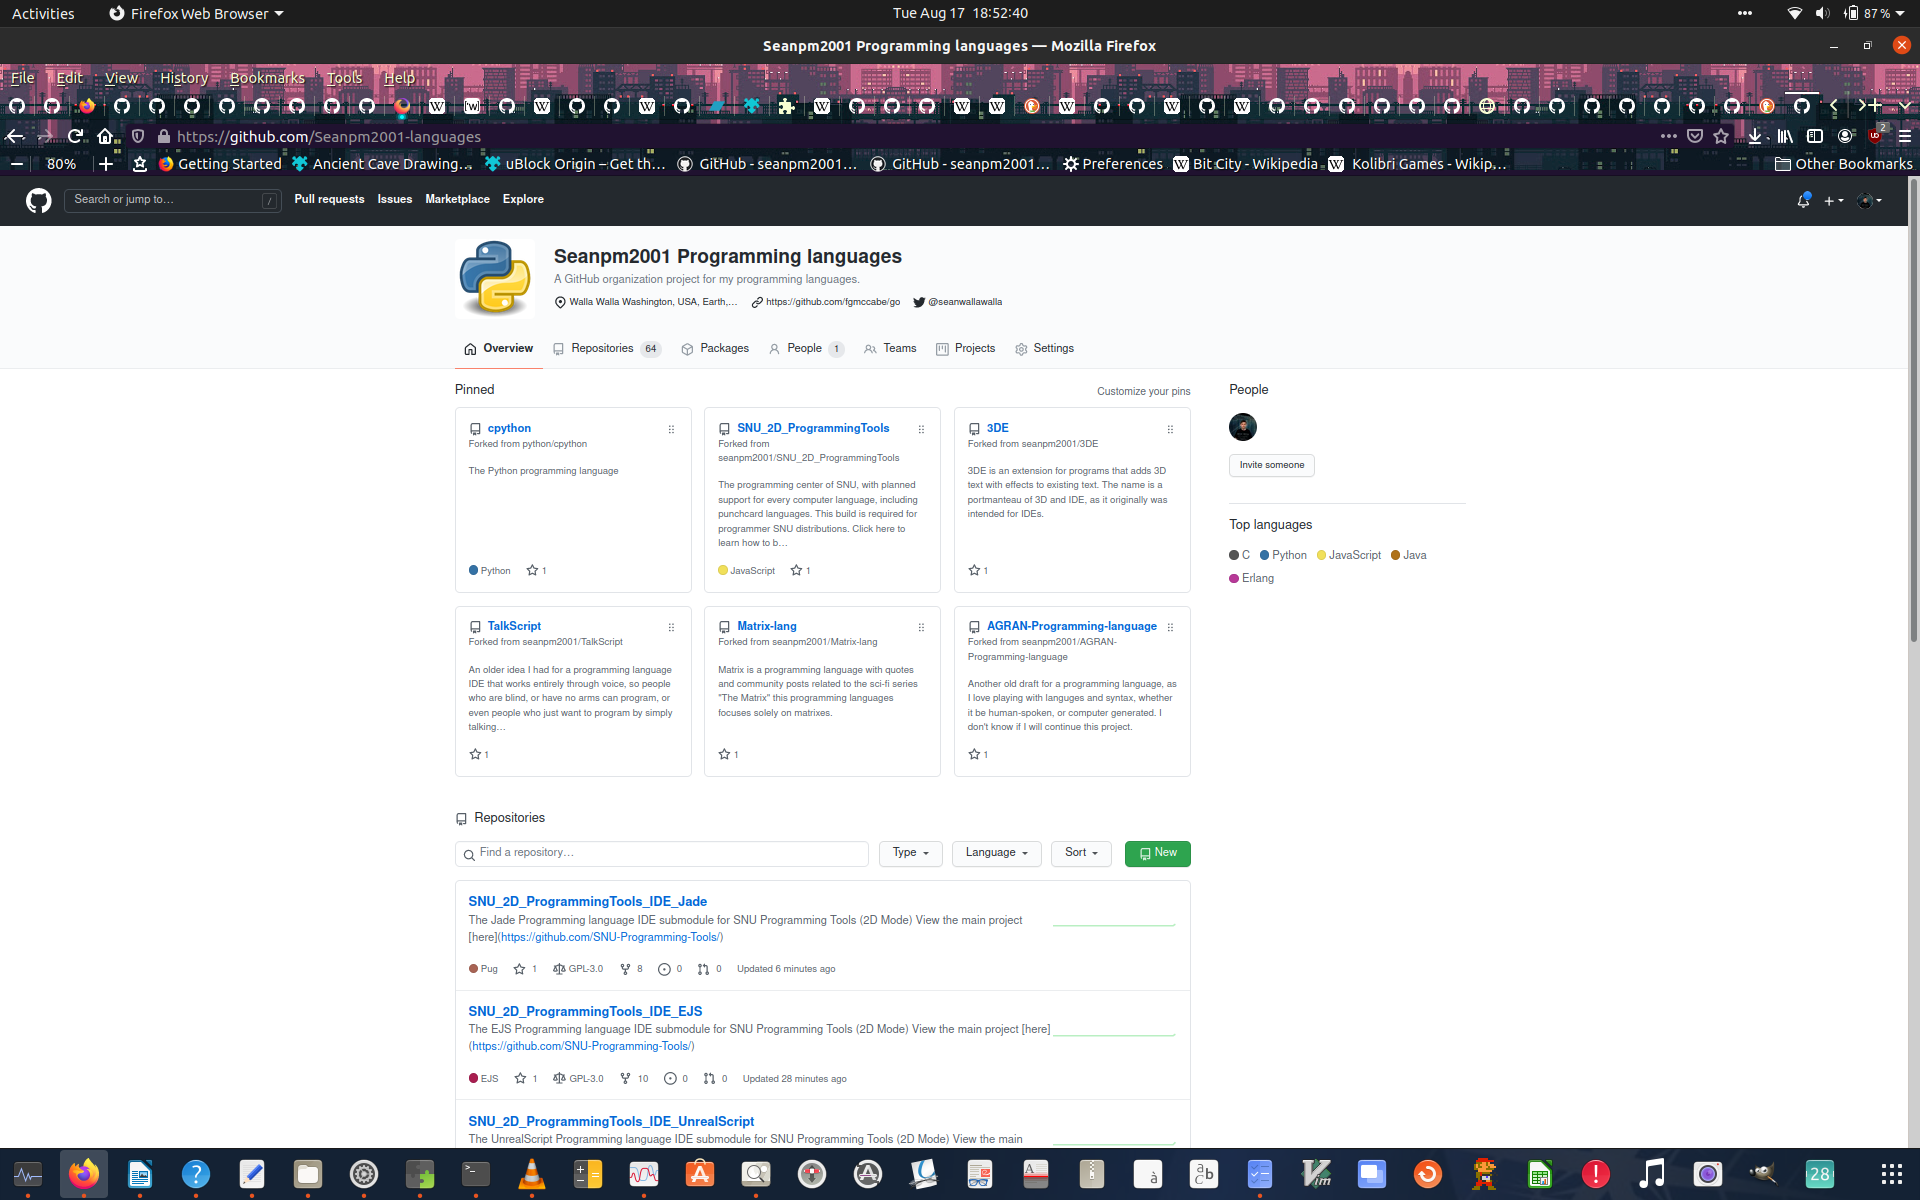 Activities
Firefox Web Browser
Tue Aug 17 18:52:40
87 %
Seanpm2001 Programming languages — Mozilla Firefox
File Edit View History Bookmarks Tools Help
https://github.com/Seanpm2001-languages
2
80%
Getting Started
Ancient Cave Drawing…
uBlock Origin – Get th…
GitHub - seanpm2001…
GitHub - seanpm2001…
Preferences
Bit City - Wikipedia
Kolibri Games - Wikip…
Other Bookmarks
Search or jump to…
/
Pull requests Issues Marketplace Explore
Seanpm2001 Programming languages
A GitHub organization project for my programming languages.
Walla Walla Washington, USA, Earth,…
https://github.com/fgmccabe/go
@seanwallawalla
Overview
Repositories 64
Packages
People 1
Teams
Projects
Settings
Pinned
Customize your pins
cpython
Forked from python/cpython
The Python programming language
Python 1
SNU_2D_ProgrammingTools
Forked from
seanpm2001/SNU_2D_ProgrammingTools
The programming center of SNU, with planned
support for every computer language, including
punchcard languages. This build is required for
programmer SNU distributions. Click here to
learn how to b…
JavaScript 1
3DE
Forked from seanpm2001/3DE
3DE is an extension for programs that adds 3D
text with effects to existing text. The name is a
portmanteau of 3D and IDE, as it originally was
intended for IDEs.
1
TalkScript
Forked from seanpm2001/TalkScript
An older idea I had for a programming language
IDE that works entirely through voice, so people
who are blind, or have no arms can program, or
even people who just want to program by simply
talking…
1
Matrix-lang
Forked from seanpm2001/Matrix-lang
Matrix is a programming language with quotes
and community posts related to the sci-fi series
"The Matrix" this programming languages
focuses solely on matrixes.
1
AGRAN-Programming-language
Forked from seanpm2001/AGRAN-
Programming-language
Another old draft for a programming language, as
I love playing with languges and syntax, whether
it be human-spoken, or computer generated. I
don't know if I will continue this project.
1
People
Invite someone
Top languages
C Python JavaScript Java
Erlang
Repositories
Find a repository…
Type
Language
Sort
New
SNU_2D_ProgrammingTools_IDE_Jade
The Jade Programming language IDE submodule for SNU Programming Tools (2D Mode) View the main project
[here](https://github.com/SNU-Programming-Tools/)
Pug 1 GPL-3.0 8 0 0 Updated 6 minutes ago
SNU_2D_ProgrammingTools_IDE_EJS
The EJS Programming language IDE submodule for SNU Programming Tools (2D Mode) View the main project [here]
(https://github.com/SNU-Programming-Tools/)
EJS 1 GPL-3.0 10 0 0 Updated 28 minutes ago
SNU_2D_ProgrammingTools_IDE_UnrealScript
The UnrealScript Programming language IDE submodule for SNU Programming Tools (2D Mode) View the main
28